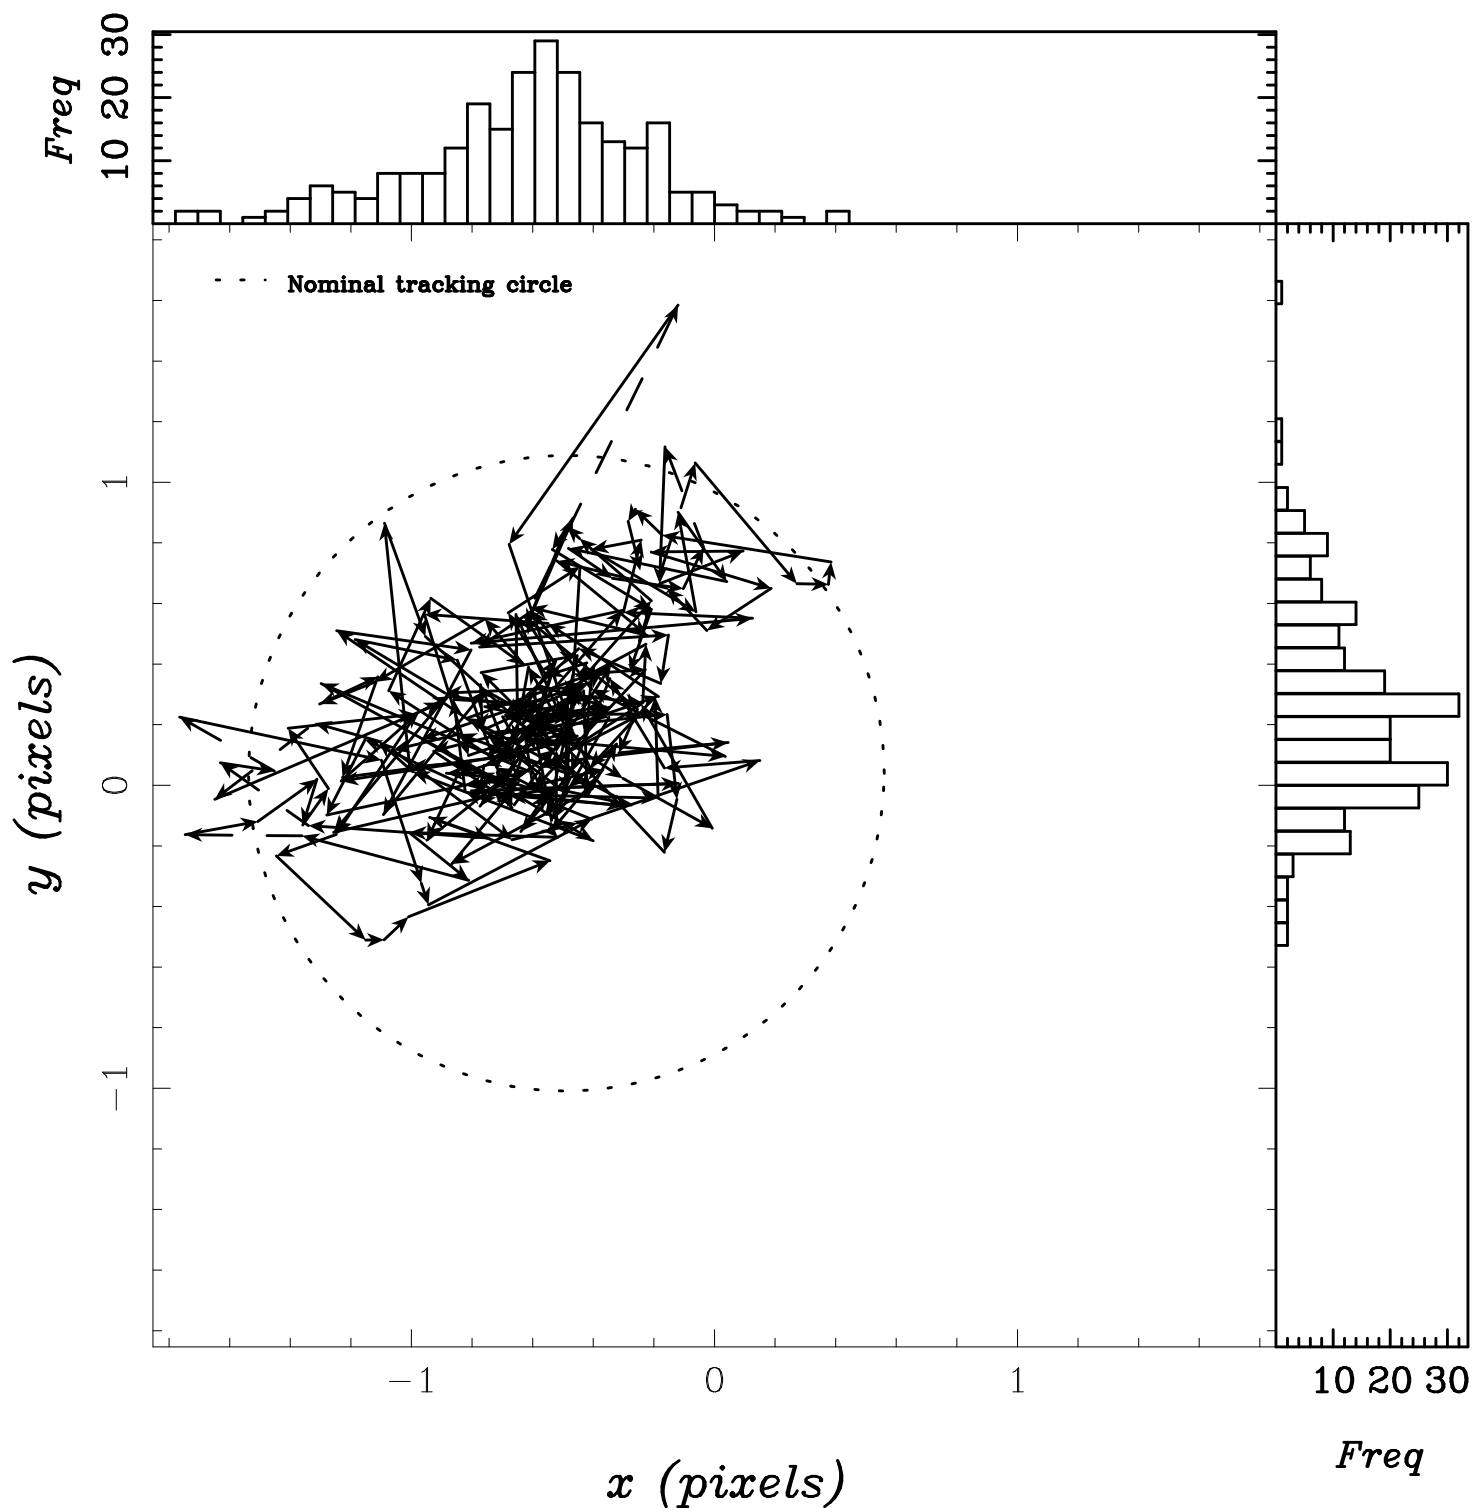 Freq
10 20 30
Nominal tracking circle
y (pixels)
1
0
−1
−1 0 1
x (pixels)
10 20 30
Freq